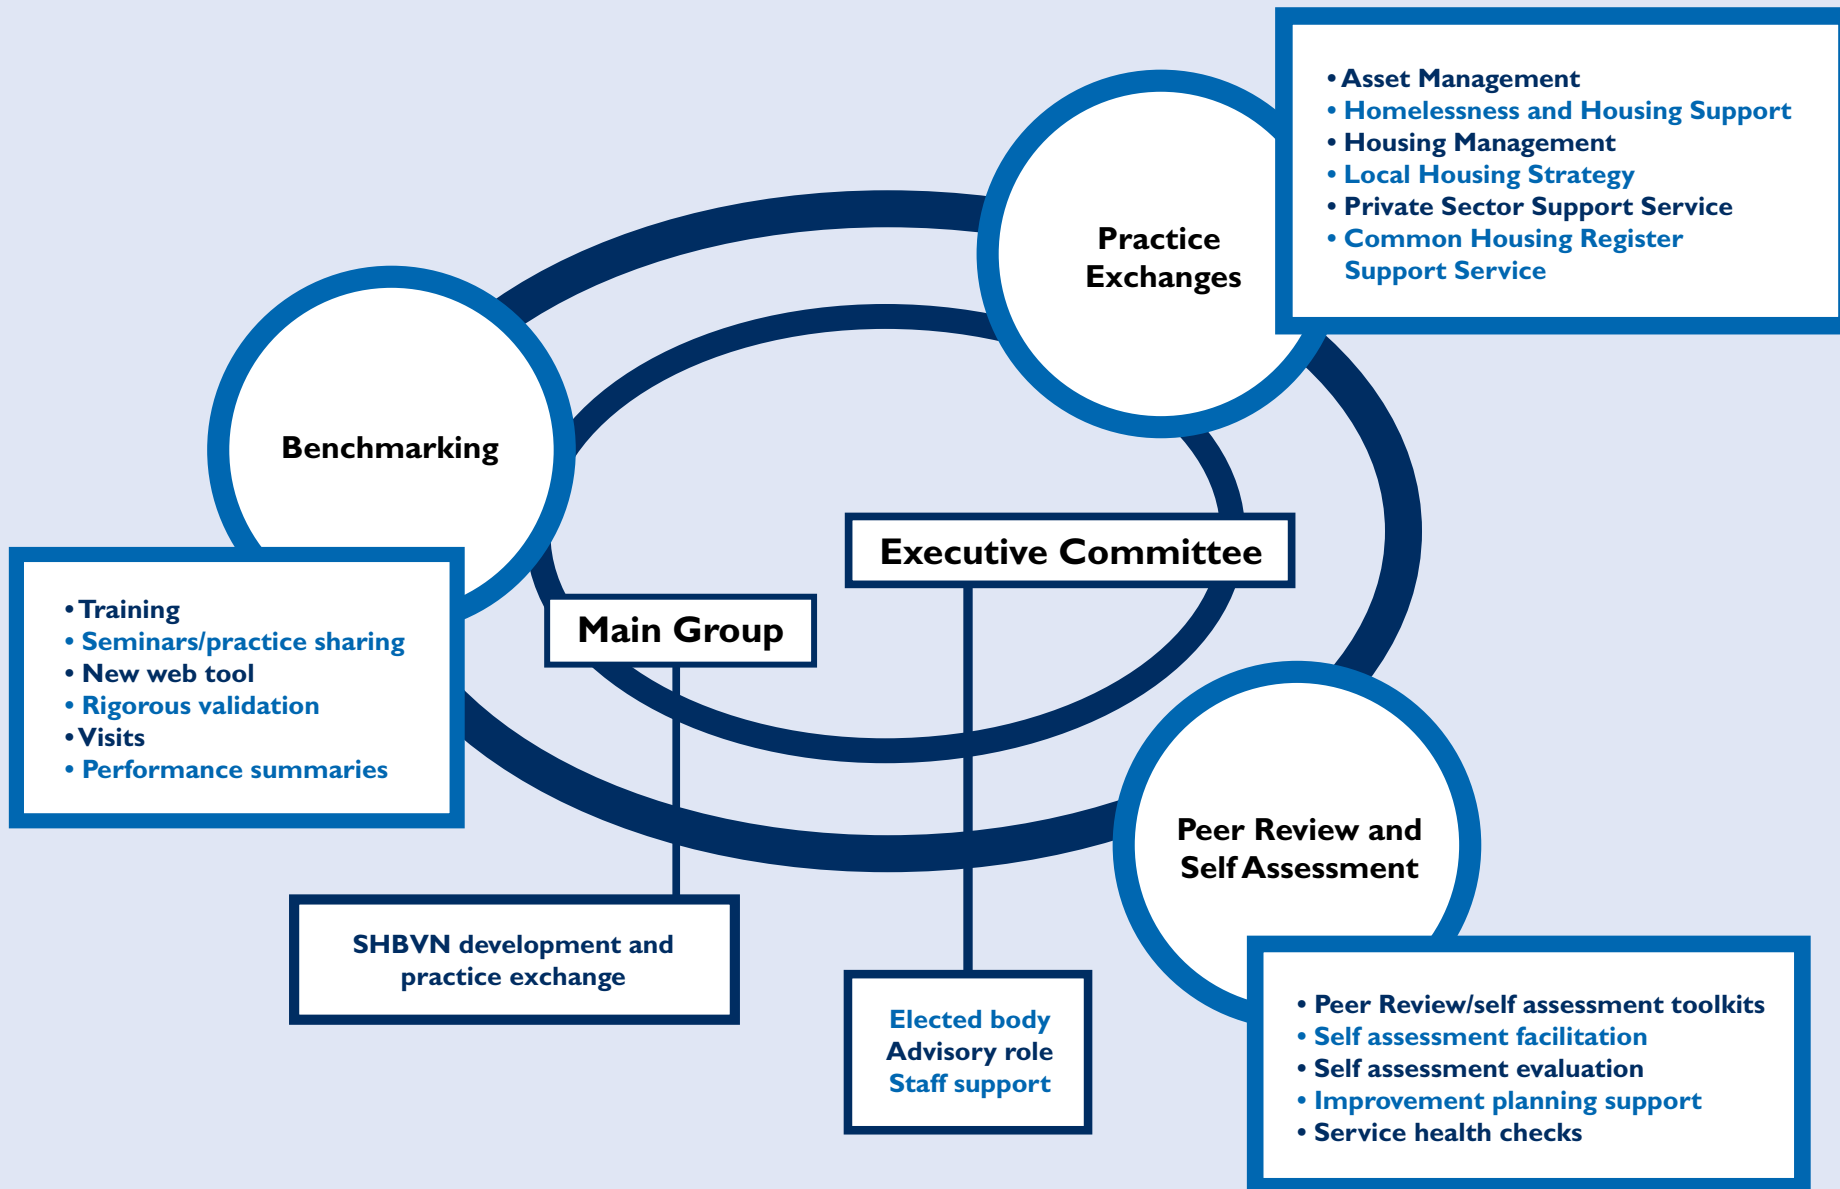 Practice
Exchanges
• Asset Management
• Homelessness and Housing Support
• Housing Management
• Local Housing Strategy
• Private Sector Support Service
• Common Housing Register
Support Service
Benchmarking
• Training
• Seminars/practice sharing
• New web tool
• Rigorous validation
• Visits
• Performance summaries
Executive Committee
Main Group
Peer Review and
Self Assessment
SHBVN development and
practice exchange
Elected body
Advisory role
Staff support
• Peer Review/self assessment toolkits
• Self assessment facilitation
• Self assessment evaluation
• Improvement planning support
• Service health checks